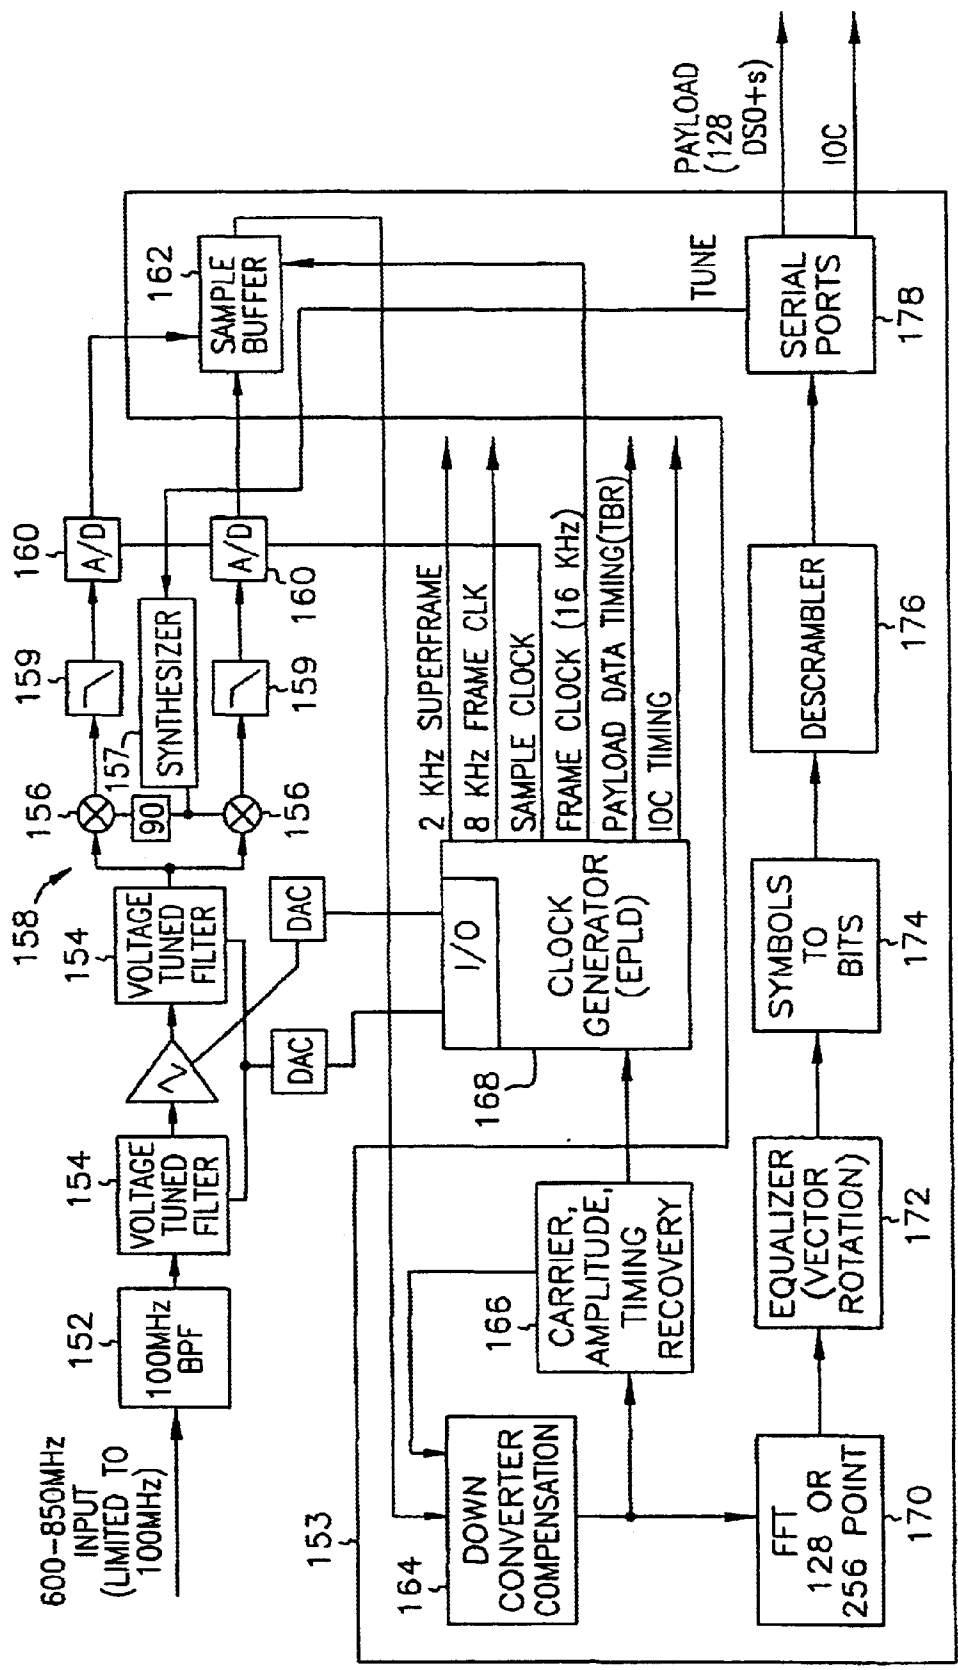 600-850MHz
INPUT
(LIMITED TO
100MHz)
152
100MHz
BPF
154
VOLTAGE
TUNED
FILTER
154
VOLTAGE
TUNED
FILTER
158
156
90
156
157
SYNTHESIZER
159
159
160
A/D
A/D
160
162
SAMPLE
BUFFER
DAC
DAC
TUNE
PAYLOAD
(128
DSO+s)
IOC
2 KHz SUPERFRAME
8 KHz FRAME CLK
SAMPLE CLOCK
FRAME CLOCK (16 KHz)
PAYLOAD DATA TIMING(TBR)
IOC TIMING
I/O
CLOCK
GENERATOR
(EPLD)
168
153
164
DOWN
CONVERTER
COMPENSATION
166
CARRIER,
AMPLITUDE,
TIMING
RECOVERY
FFT
128 OR
256 POINT
170
EQUALIZER
(VECTOR
ROTATION)
172
SYMBOLS
TO
BITS
174
DESCRAMBLER
176
SERIAL
PORTS
178